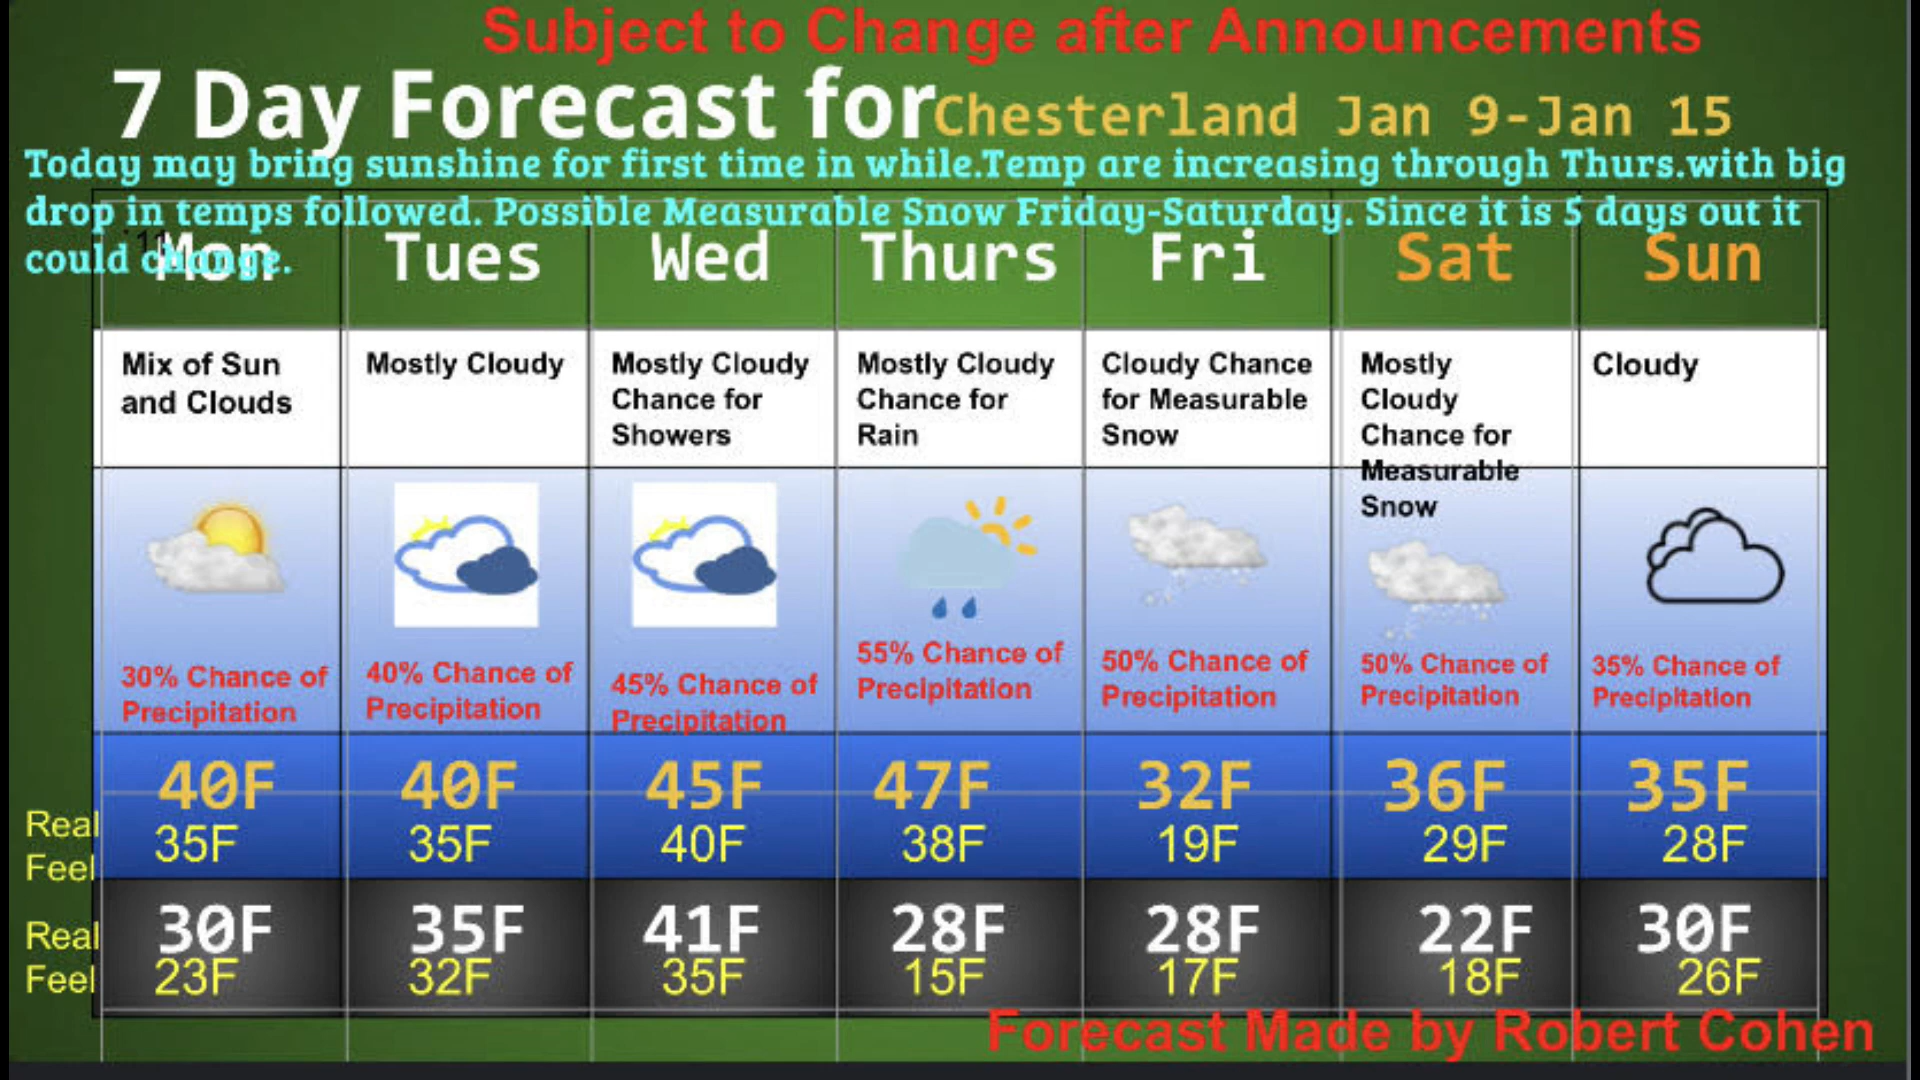 Subject to Change after Announcements
7 Day Forecast for Chesterland Jan 9-Jan 15
Today may bring sunshine for first time in while.Temp are increasing through Thurs.with big
drop in temps followed. Possible Measurable Snow Friday-Saturday. Since it is 5 days out it
could change.
Mon Tues Wed Thurs Fri Sat Sun
Mix of Sun
and Clouds
Mostly Cloudy
Mostly Cloudy
Chance for
Showers
Mostly Cloudy
Chance for
Rain
Cloudy Chance
for Measurable
Snow
Mostly
Cloudy
Chance for
Measurable
Snow
Cloudy
30% Chance of
Precipitation
40% Chance of
Precipitation
45% Chance of
Precipitation
55% Chance of
Precipitation
50% Chance of
Precipitation
50% Chance of
Precipitation
35% Chance of
Precipitation
40F 40F 45F 47F 32F 36F 35F
Real
Feel
35F 35F 40F 38F 19F 29F 28F
30F 35F 41F 28F 28F 22F 30F
Real
Feel
23F 32F 35F 15F 17F 18F 26F
Forecast Made by Robert Cohen